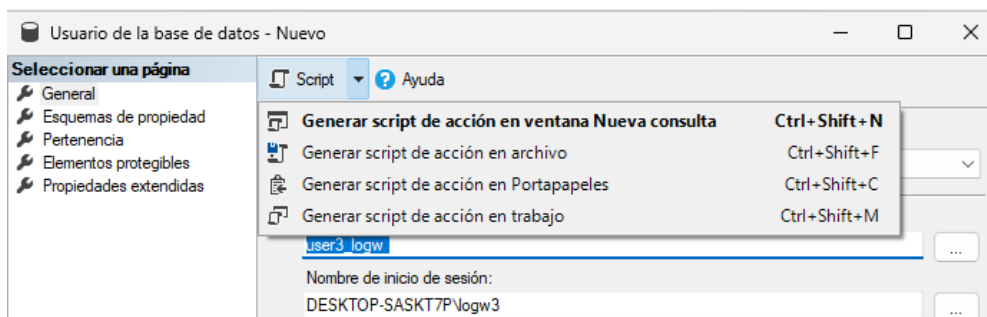 Usuario de la base de datos - Nuevo
Seleccionar una página
General
Esquemas de propiedad
Pertenencia
Elementos protegibles
Propiedades extendidas
Script ? Ayuda
Generar script de acción en ventana Nueva consulta Ctrl+Shift+N
Generar script de acción en archivo Ctrl+Shift+F
Generar script de acción en Portapapeles Ctrl+Shift+C
Generar script de acción en trabajo Ctrl+Shift+M
user3_logw
...
Nombre de inicio de sesión:
DESKTOP-SASKT7P\logw3
...